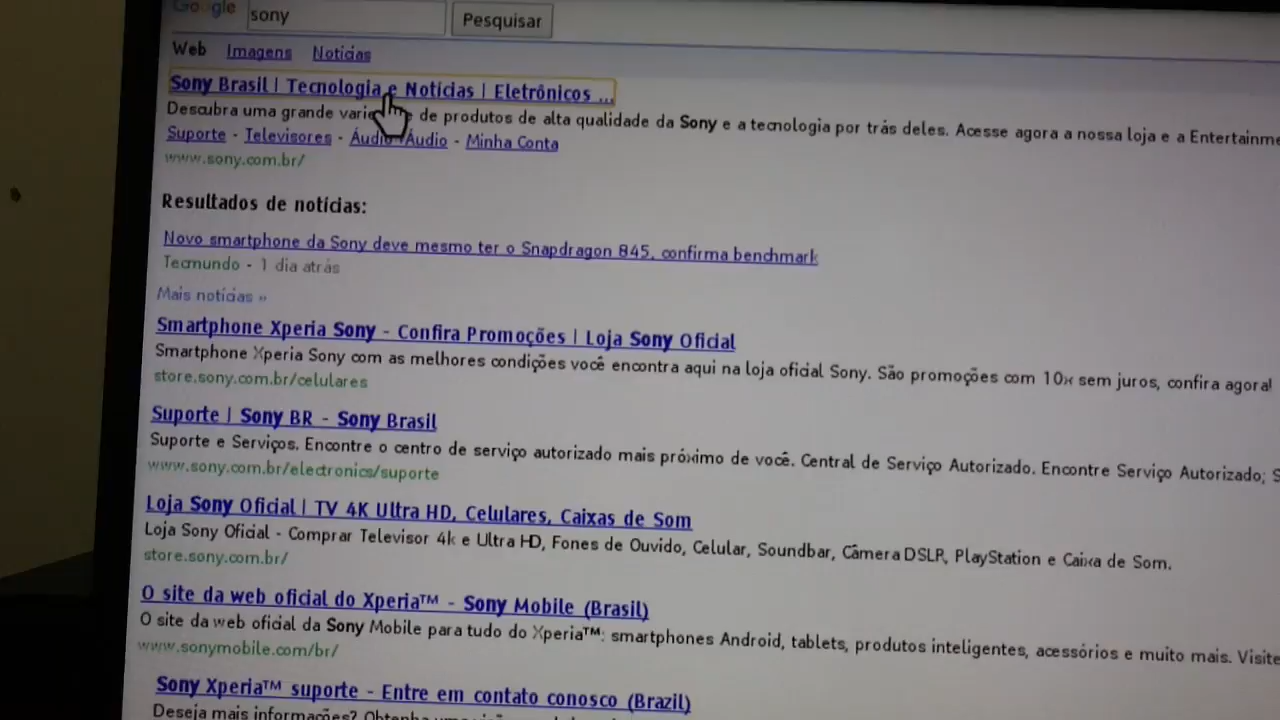 Google sony Pesquisar
Web Imagens Notícias
Sony Brasil | Tecnologia e Notícias | Eletrônicos ...
Descubra uma grande de produtos de alta qualidade da Sony e a tecnologia por trás deles. Acesse agora a nossa loja e a
Suporte - Televisores - Áudio Áudio - Minha Conta
www.sony.com.br/
Resultados de notícias:
Novo smartphone da Sony deve mesmo ter o Snapdragon 845, confirma benchmark
Tecmundo - 1 dia atrás
Mais notícias »
Smartphone Xperia Sony - Confira Promoções | Loja Sony Oficial
Smartphone Xperia Sony com as melhores condições você encontra aqui na loja oficial Sony. São promoções com 10x sem juros, confira agora!
store.sony.com.br/celulares
Suporte | Sony BR - Sony Brasil
Suporte e Serviços. Encontre o centro de serviço autorizado mais próximo de você. Central de Serviço Autorizado. Encontre Serviço Autorizado;
www.sony.com.br/electronics/suporte
Loja Sony Oficial | TV 4K Ultra HD, Celulares, Caixas de Som
Loja Sony Oficial - Comprar Televisor 4k e Ultra HD, Fones de Ouvido, Celular, Soundbar, Câmera DSLR, PlayStation e Caixa de Som.
store.sony.com.br/
O site da web oficial do Xperia™ - Sony Mobile (Brasil)
O site da web oficial da Sony Mobile para tudo do Xperia™: smartphones Android, tablets, produtos inteligentes, acessórios e muito mais. Visite
www.sonymobile.com/br/
Sony Xperia™ suporte - Entre em contato conosco (Brazil)
Deseja mais informações?